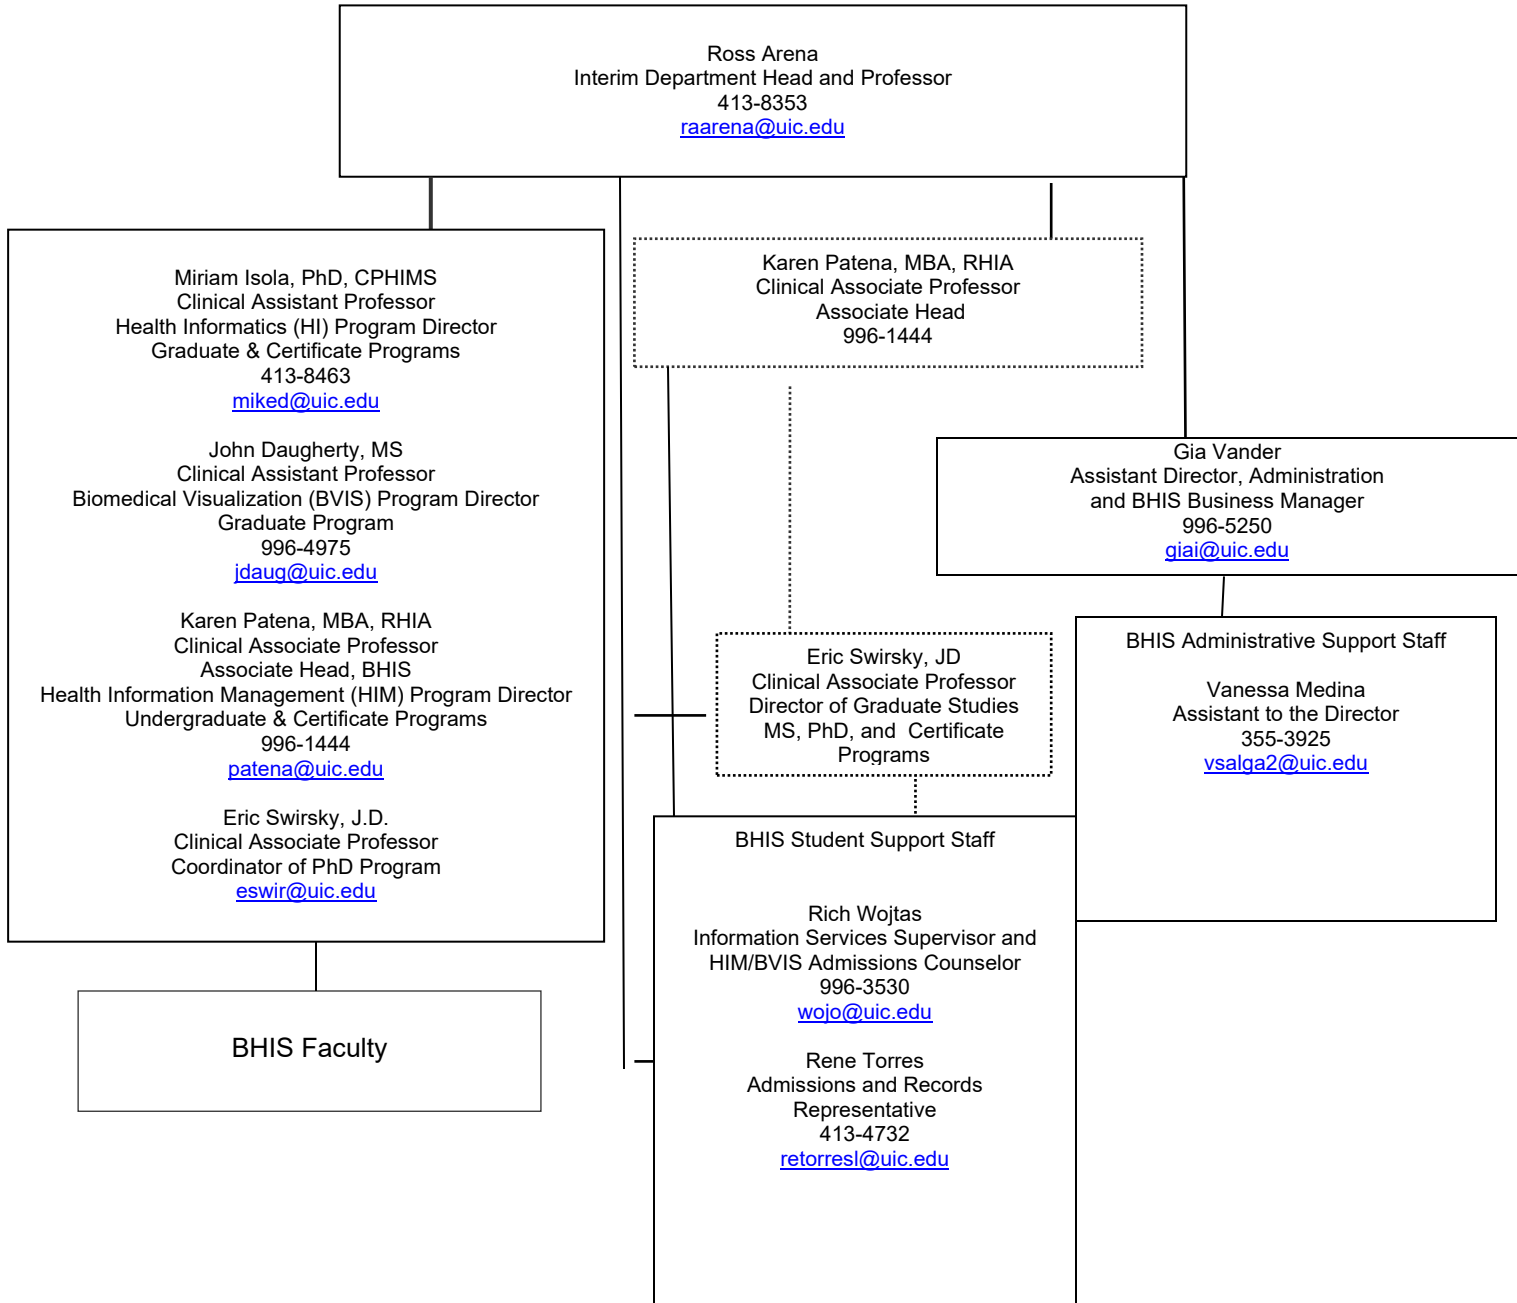 Ross Arena
Interim Department Head and Professor
413-8353
raarena@uic.edu
Miriam Isola, PhD, CPHIMS
Clinical Assistant Professor
Health Informatics (HI) Program Director
Graduate & Certificate Programs
413-8463
miked@uic.edu
John Daugherty, MS
Clinical Assistant Professor
Biomedical Visualization (BVIS) Program Director
Graduate Program
996-4975
jdaug@uic.edu
Karen Patena, MBA, RHIA
Clinical Associate Professor
Associate Head, BHIS
Health Information Management (HIM) Program Director
Undergraduate & Certificate Programs
996-1444
patena@uic.edu
Eric Swirsky, J.D.
Clinical Associate Professor
Coordinator of PhD Program
eswir@uic.edu
BHIS Faculty
Karen Patena, MBA, RHIA
Clinical Associate Professor
Associate Head
996-1444
Gia Vander
Assistant Director, Administration
and BHIS Business Manager
996-5250
giai@uic.edu
Eric Swirsky, JD
Clinical Associate Professor
Director of Graduate Studies
MS, PhD, and Certificate
Programs
BHIS Administrative Support Staff
Vanessa Medina
Assistant to the Director
355-3925
vsalga2@uic.edu
BHIS Student Support Staff
Rich Wojtas
Information Services Supervisor and
HIM/BVIS Admissions Counselor
996-3530
wojo@uic.edu
Rene Torres
Admissions and Records
Representative
413-4732
retorresl@uic.edu